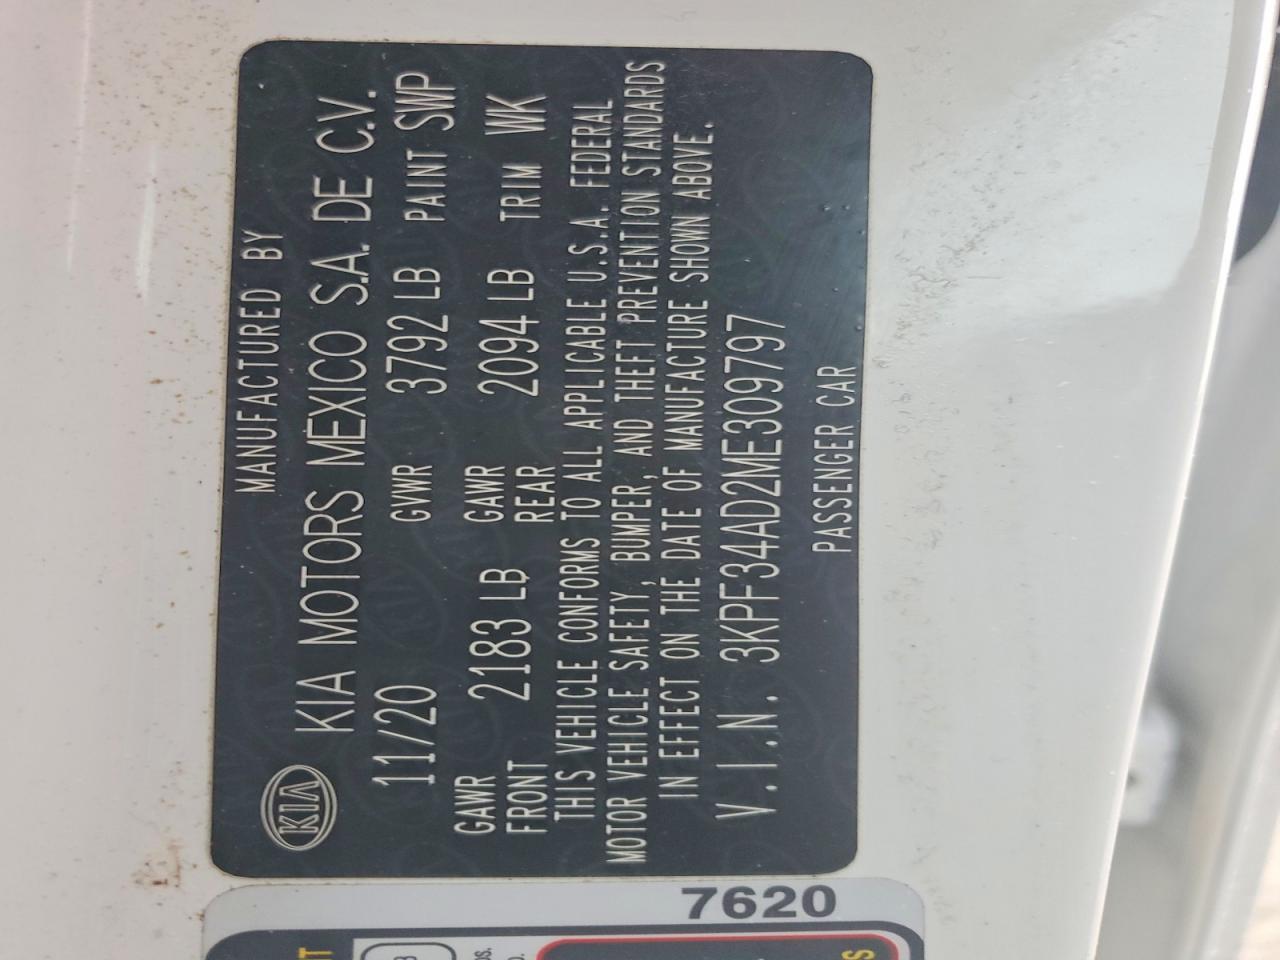 MANUFACTURED BY
KIA KIA MOTORS MEXICO S.A. DE C.V.
11/20 GVWR 3792 LB PAINT SWP
GAWR FRONT 2183 LB GAWR REAR 2094 LB TRIM WK
THIS VEHICLE CONFORMS TO ALL APPLICABLE U.S.A. FEDERAL
MOTOR VEHICLE SAFETY, BUMPER, AND THEFT PREVENTION STANDARDS
IN EFFECT ON THE DATE OF MANUFACTURE SHOWN ABOVE.
V.I.N. 3KPF34AD2ME309797
PASSENGER CAR
7620